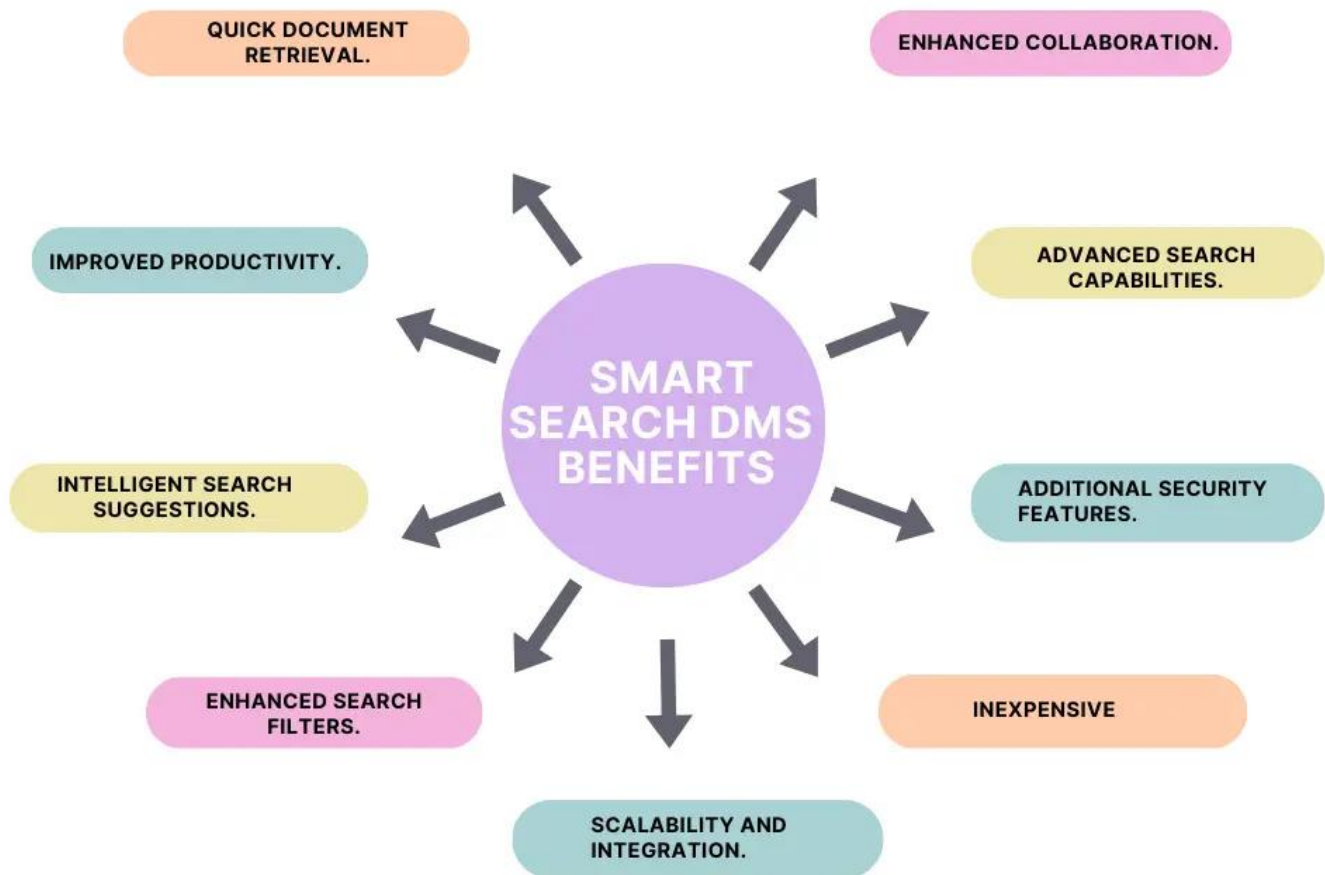 QUICK DOCUMENT
RETRIEVAL.
ENHANCED COLLABORATION.
IMPROVED PRODUCTIVITY.
ADVANCED SEARCH
CAPABILITIES.
SMART
SEARCH DMS
BENEFITS
INTELLIGENT SEARCH
SUGGESTIONS.
ADDITIONAL SECURITY
FEATURES.
ENHANCED SEARCH
FILTERS.
INEXPENSIVE
SCALABILITY AND
INTEGRATION.